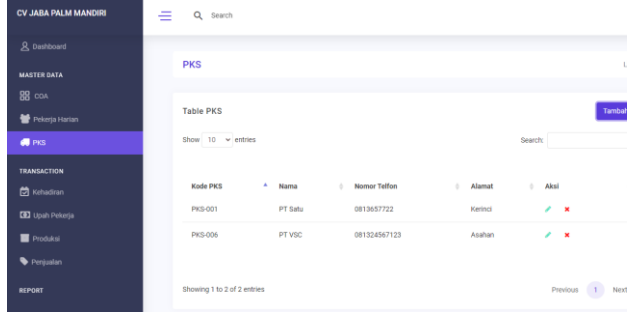 CV JABA PALM MANDIRI
Search
Dashboard
MASTER DATA
COA
Pekerja Harian
PKS
TRANSACTION
Kehadiran
Upah Pekerja
Produksi
Penjualan
REPORT
PKS
Table PKS
Tambah
Show 10 entries
Search:
Kode PKS Nama Nomor Telfon Alamat Aksi
PKS-001 PT Satu 0813657722 Kerinci
PKS-006 PT VSC 081324567123 Asahan
Showing 1 to 2 of 2 entries
Previous 1 Next